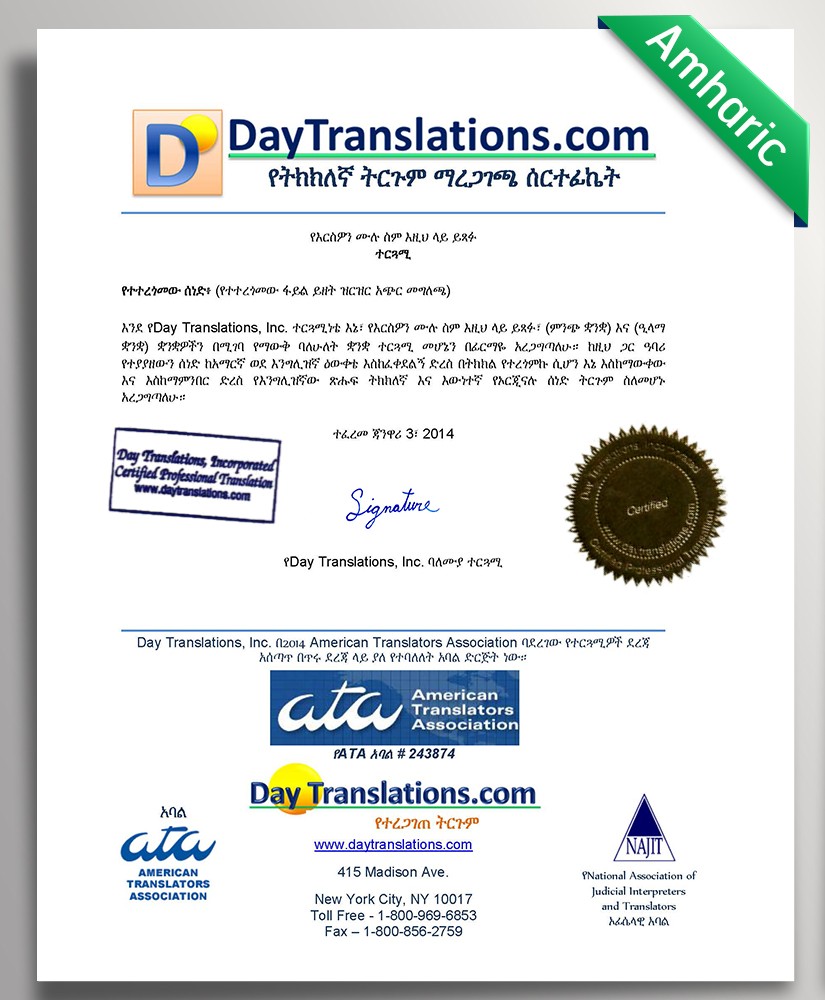 Amharic
D
DayTranslations.com
የትክክለኛ ትርጉም ማረጋገጫ ሰርተፊኬት
የእርስዎን ሙሉ ስም እዚህ ላይ ይጻፉ
ተርጓሚ
የተተረጎመው ሰነድ፥ (የተተረጎመው ፋይል ይዘት ዝርዝር አጭር መግለጫ)
እንደ የDay Translations, Inc. ተርጓሚነቴ እኔ፣ የእርስዎን ሙሉ ስም እዚህ ላይ ይጻፉ፣ (ምንጭ ቋንቋ) እና (ዒላማ
ቋንቋ) ቋንቋዎችን በሚገባ የማውቅ ባለሁለት ቋንቋ ተርጓሚ መሆኔን በፊርማዬ አረጋግጣለሁ። ከዚህ ጋር ዓባሪ
የተያያዘውን ሰነድ ከአማርኛ ወደ እንግሊዝኛ ዕውቀቴ እስከፈቀደልኝ ድረስ በትክክል የተረጎምኩ ሲሆን እኔ እስከማውቀው
እና እስከማምንበር ድረስ የእንግሊዝኛው ጽሑፍ ትክክለኛ እና እውነተኛ የኦርጂናሉ ሰነድ ትርጉም ስለመሆኑ
አረጋግጣለሁ።
ተፈረመ ጃንዋሪ 3፣ 2014
Day Translations, Incorporated
Certified Professional Translation
www.daytranslations.com
Signature
Day Translations, Incorporated
Certified
www.daytranslations.com
Certified Professional Translation
የDay Translations, Inc. ባለሙያ ተርጓሚ
Day Translations, Inc. በ2014 American Translators Association ባደረገው የተርጓሚዎች ደረጃ
አሰጣጥ በጥሩ ደረጃ ላይ ያለ የተባለለት አባል ድርጅት ነው።
ata American
Translators
Association
የATA አባል # 243874
Day Translations.com
የተረጋገጠ ትርጉም
www.daytranslations.com
415 Madison Ave.
New York City, NY 10017
Toll Free - 1-800-969-6853
Fax – 1-800-856-2759
አባል
ata
AMERICAN
TRANSLATORS
ASSOCIATION
NAJIT
የNational Association of
Judicial Interpreters
and Translators
ኦፊሴላዊ አባል